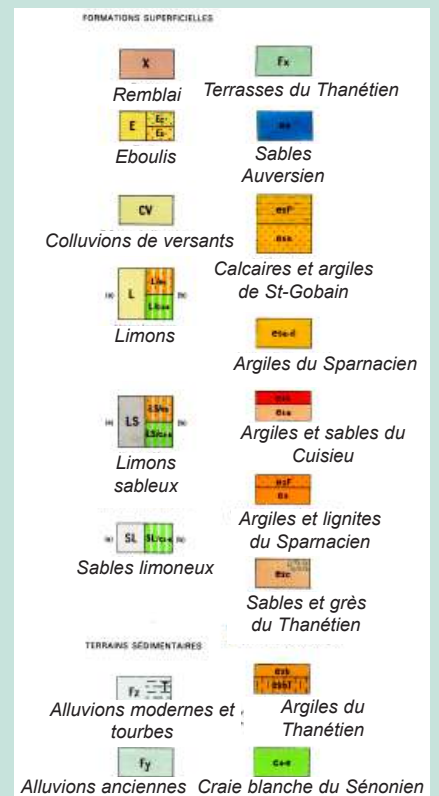 FORMATIONS SUPERFICIELLES
X
Remblai
Fx
Terrasses du Thanétien
E
Eboulis
Sables
Auversien
CV
Colluvions de versants
Calcaires et argiles
de St-Gobain
(a) L (b)
Limons
Argiles du Sparnacien
(a) LS (b)
Limons
sableux
Argiles et sables du
Cuisieu
Argiles et lignites
du Sparnacien
(a) SL (b)
Sables limoneux
Sables et grès
du Thanétien
TERRAINS SÉDIMENTAIRES
Fz
Alluvions modernes et
tourbes
Argiles du
Thanétien
Fy
Alluvions anciennes
Craie blanche du Sénonien